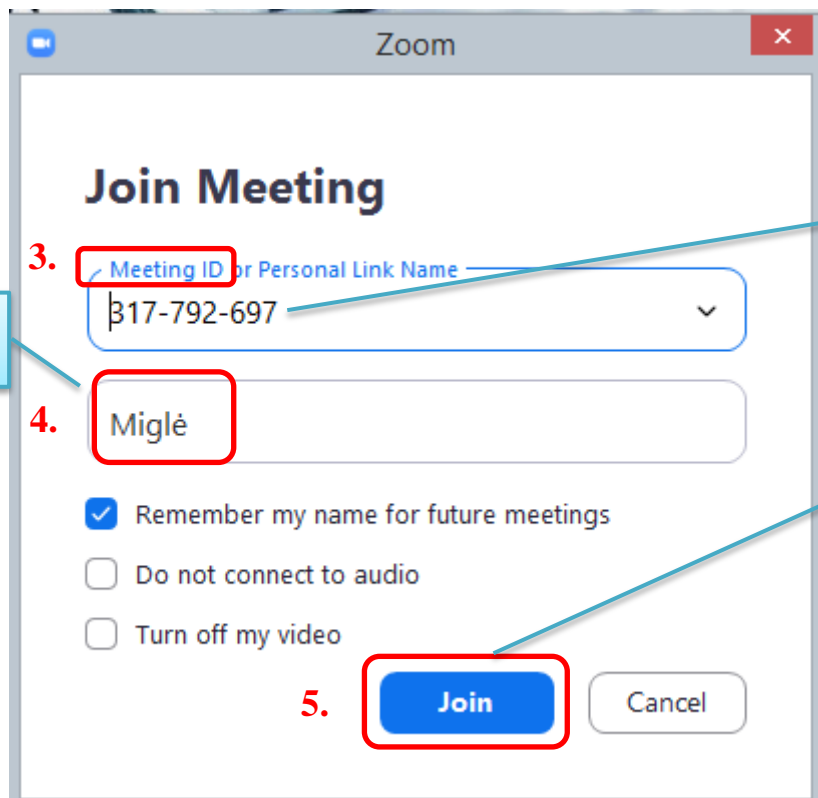 Zoom
Join Meeting
3.
Meeting ID or Personal Link Name
317-792-697
4.
Miglė
Remember my name for future meetings
Do not connect to audio
Turn off my video
5.
Join
Cancel